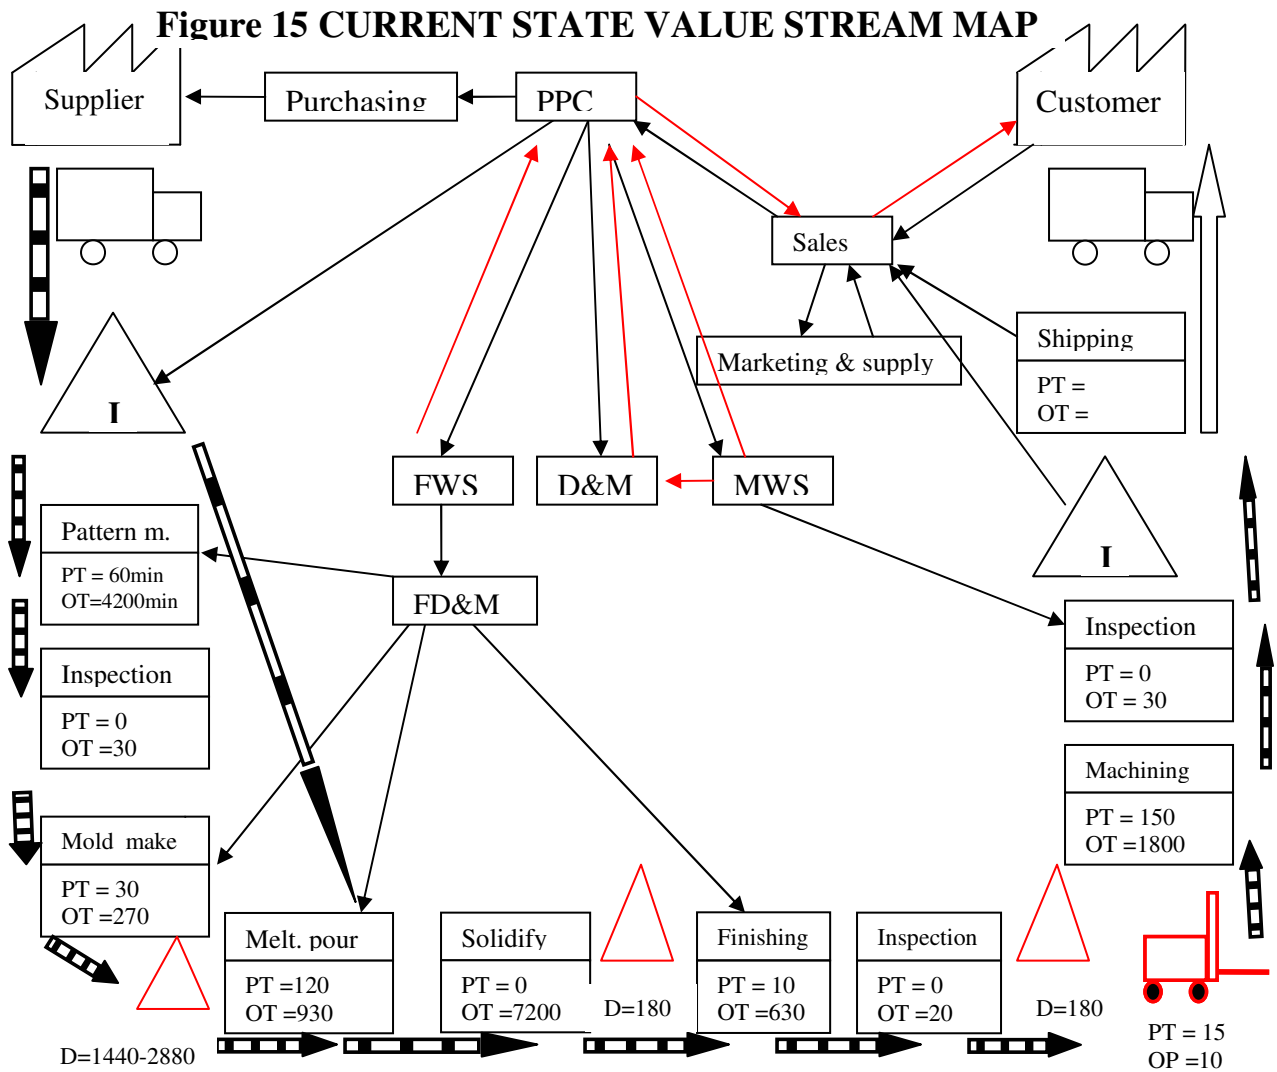 Figure 15 CURRENT STATE VALUE STREAM MAP
Supplier
Purchasing
PPC
Customer
Sales
Marketing & supply
Shipping
PT =
OT =
I
FWS
D&M
MWS
I
Pattern m.
PT = 60min
OT=4200min
FD&M
Inspection
PT = 0
OT = 30
Inspection
PT = 0
OT =30
Machining
PT = 150
OT =1800
Mold  make
PT = 30
OT =270
Melt. pour
PT =120
OT =930
Solidify
PT = 0
OT =7200
D=180
Finishing
PT = 10
OT =630
Inspection
PT = 0
OT =20
D=180
PT = 15
OP =10
D=1440-2880